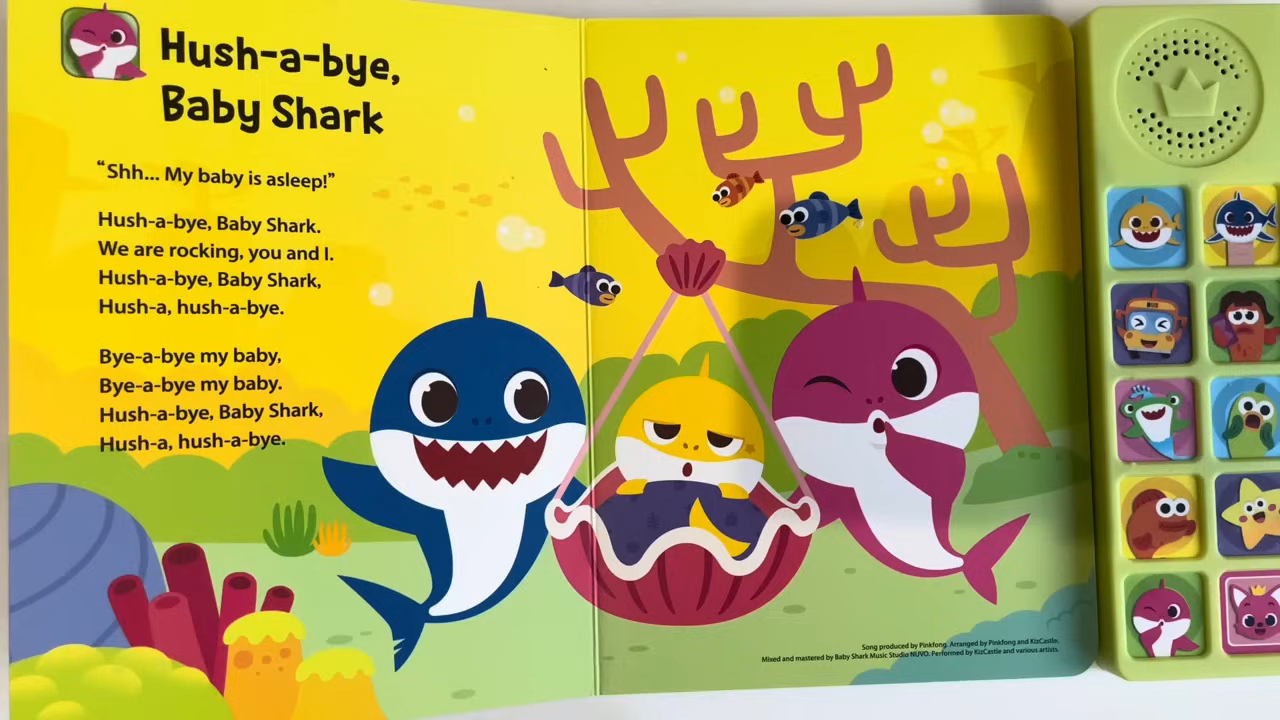 Hush-a-bye,
Baby Shark
“Shh... My baby is asleep!”
Hush-a-bye, Baby Shark.
We are rocking, you and I.
Hush-a-bye, Baby Shark,
Hush-a, hush-a-bye.
Bye-a-bye my baby,
Bye-a-bye my baby.
Hush-a-bye, Baby Shark,
Hush-a, hush-a-bye.
Song produced by Pinkfong. Arranged by Pinkfong and KizCastle.
Mixed and mastered by Baby Shark Music Studio NUVO. Performed by KizCastle and various artists.